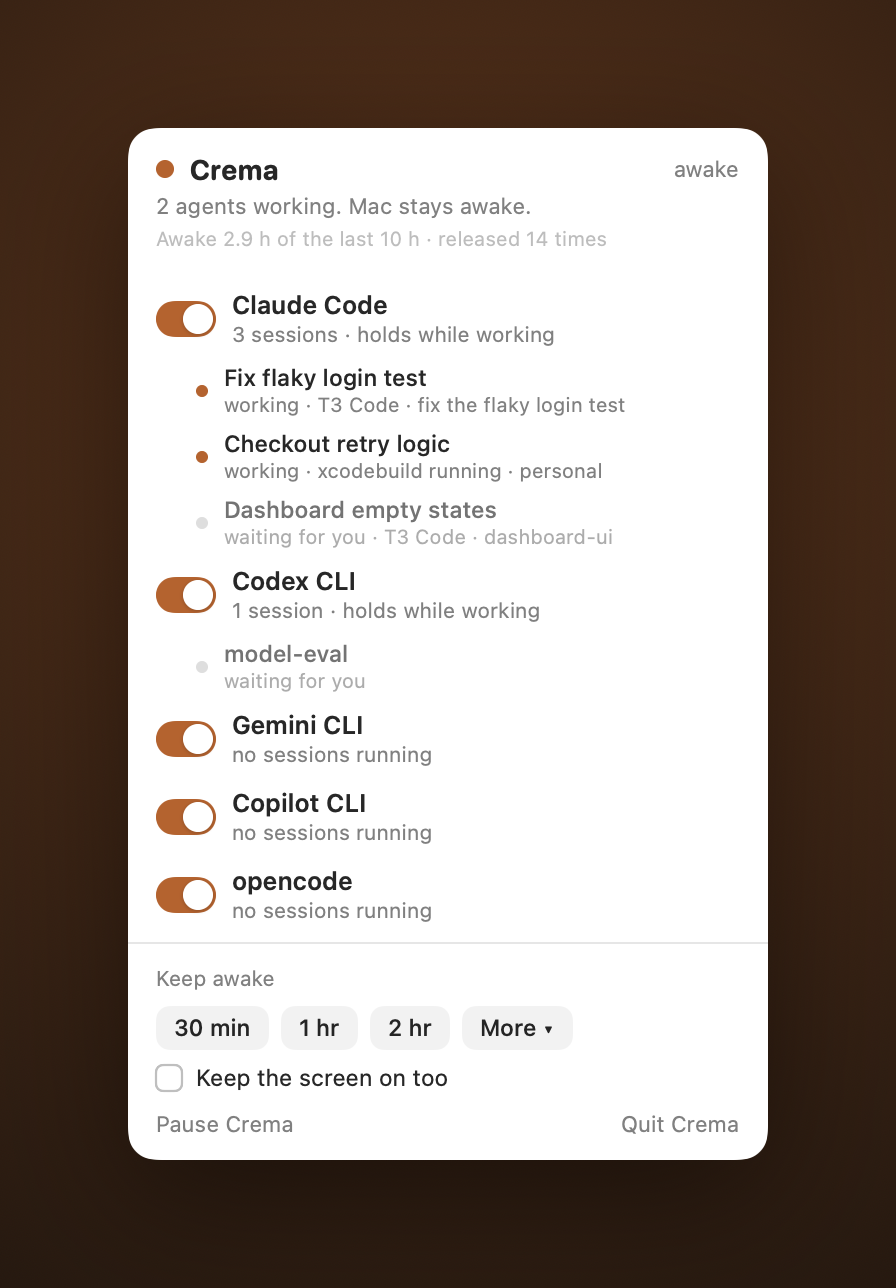 Crema
awake
2 agents working. Mac stays awake.
Awake 2.9 h of the last 10 h · released 14 times
Claude Code
3 sessions · holds while working
Fix flaky login test
working · T3 Code · fix the flaky login test
Checkout retry logic
working · xcodebuild running · personal
Dashboard empty states
waiting for you · T3 Code · dashboard-ui
Codex CLI
1 session · holds while working
model-eval
waiting for you
Gemini CLI
no sessions running
Copilot CLI
no sessions running
opencode
no sessions running
Keep awake
30 min 1 hr 2 hr More ▾
Keep the screen on too
Pause Crema
Quit Crema